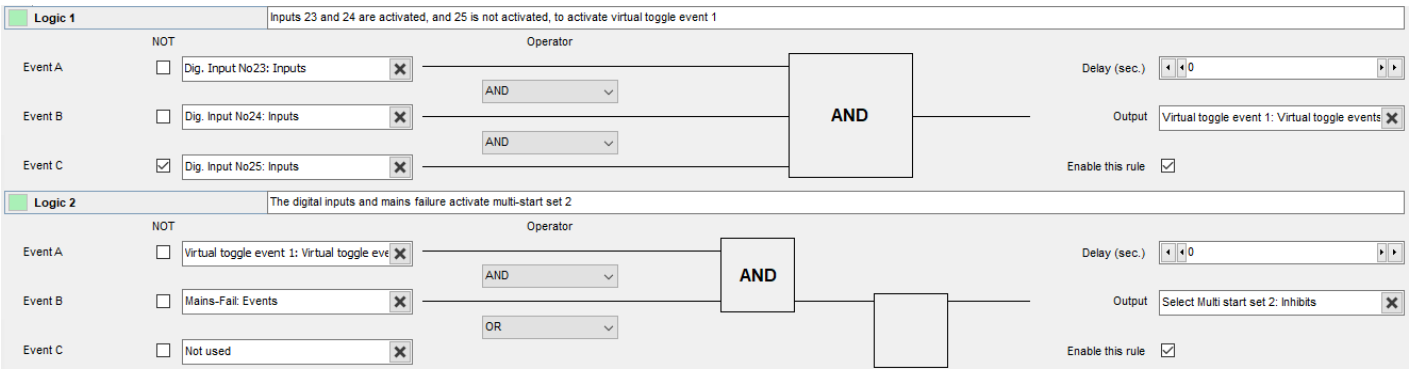 Logic 1 Inputs 23 and 24 are activated, and 25 is not activated, to activate virtual toggle event 1
NOT Operator
Event A Dig. Input No23: Inputs Delay (sec.) 0
AND
Event B Dig. Input No24: Inputs AND Output Virtual toggle event 1: Virtual toggle events
AND
Event C Dig. Input No25: Inputs Enable this rule
Logic 2 The digital inputs and mains failure activate multi-start set 2
NOT Operator
Event A Virtual toggle event 1: Virtual toggle eve Delay (sec.) 0
AND AND
Event B Mains-Fail: Events Output Select Multi start set 2: Inhibits
OR
Event C Not used Enable this rule